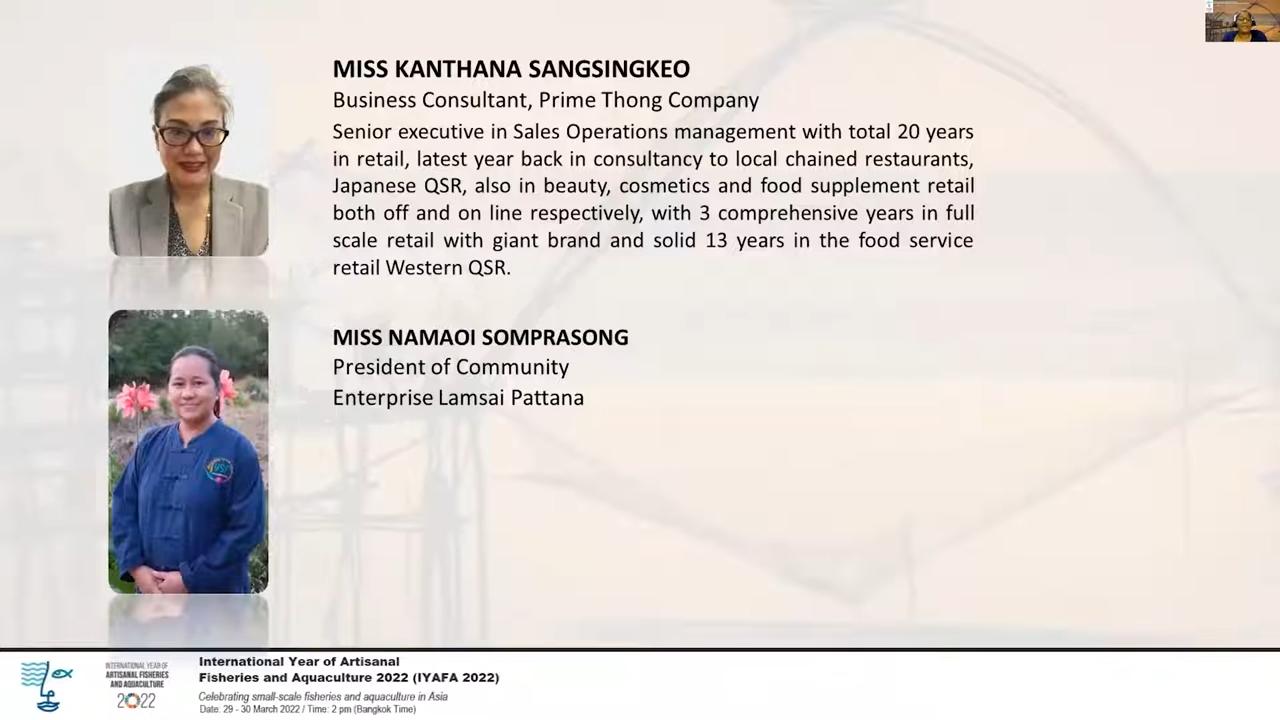 MISS KANTHANA SANGSINGKEO
Business Consultant, Prime Thong Company
Senior executive in Sales Operations management with total 20 years
in retail, latest year back in consultancy to local chained restaurants,
Japanese QSR, also in beauty, cosmetics and food supplement retail
both off and on line respectively, with 3 comprehensive years in full
scale retail with giant brand and solid 13 years in the food service
retail Western QSR.
MISS NAMAOI SOMPRASONG
President of Community
Enterprise Lamsai Pattana
INTERNATIONAL YEAR OF
ARTISANAL FISHERIES
AND AQUACULTURE
2022
International Year of Artisanal
Fisheries and Aquaculture 2022 (IYAFA 2022)
Celebrating small-scale fisheries and aquaculture in Asia
Date: 29 - 30 March 2022 / Time: 2 pm (Bangkok Time)